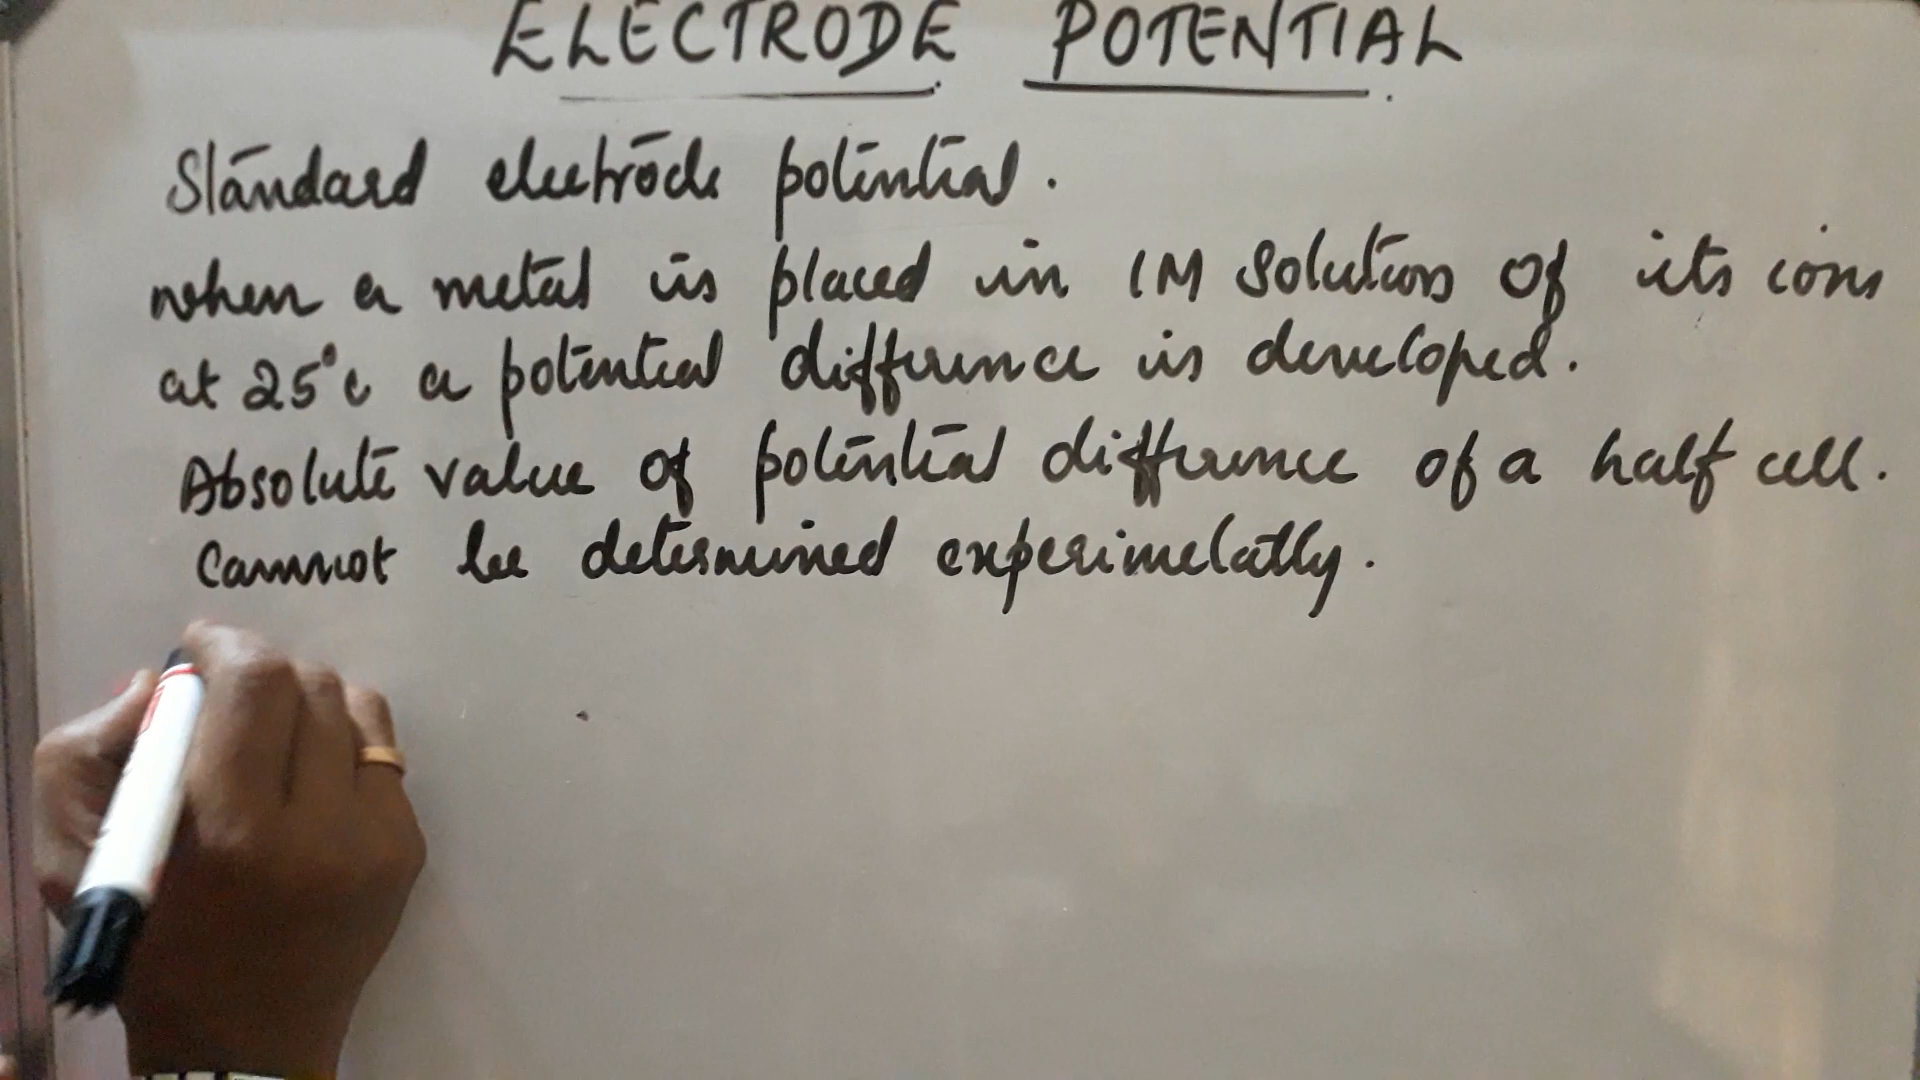 ELECTRODE POTENTIAL
Standard electrode potential.
when a metal is placed in 1M solution of its ions
at 25°c a potential difference is developed.
Absolute value of potential difference of a half cell.
Cannot be determined experimelatly.